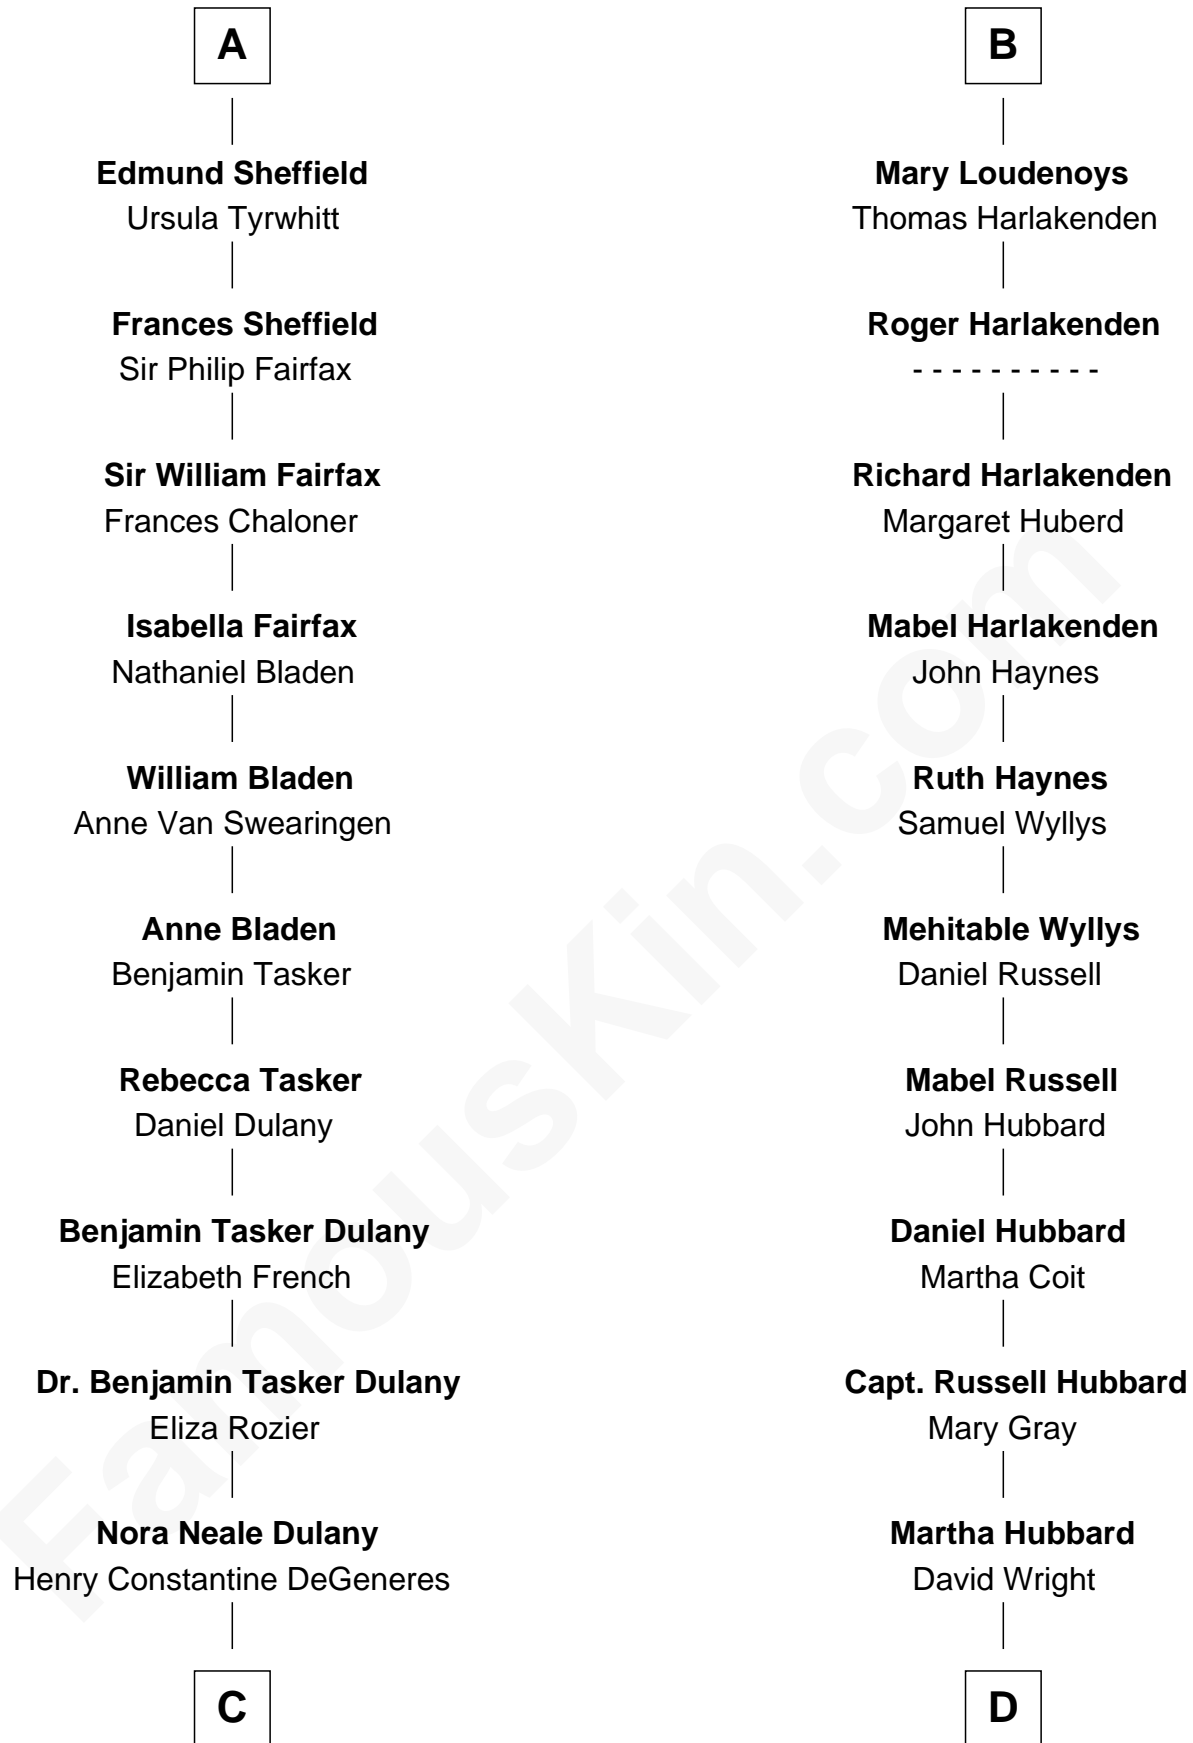 A
Edmund Sheffield
Ursula Tyrwhitt
Frances Sheffield
Sir Philip Fairfax
Sir William Fairfax
Frances Chaloner
Isabella Fairfax
Nathaniel Bladen
William Bladen
Anne Van Swearingen
Anne Bladen
Benjamin Tasker
Rebecca Tasker
Daniel Dulany
Benjamin Tasker Dulany
Elizabeth French
Dr. Benjamin Tasker Dulany
Eliza Rozier
Nora Neale Dulany
Henry Constantine DeGeneres
C
B
Mary Loudenoys
Thomas Harlakenden
Roger Harlakenden
- - - - - - - - - -
Richard Harlakenden
Margaret Huberd
Mabel Harlakenden
John Haynes
Ruth Haynes
Samuel Wyllys
Mehitable Wyllys
Daniel Russell
Mabel Russell
John Hubbard
Daniel Hubbard
Martha Coit
Capt. Russell Hubbard
Mary Gray
Martha Hubbard
David Wright
D
FamousKin.com